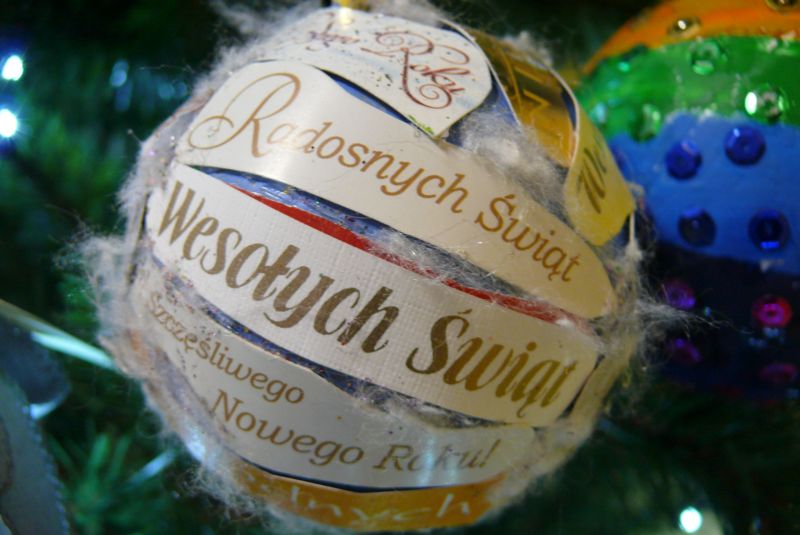 Roku
Radosnych Świąt
Wesołych Świąt
Szczęśliwego
Nowego Roku!